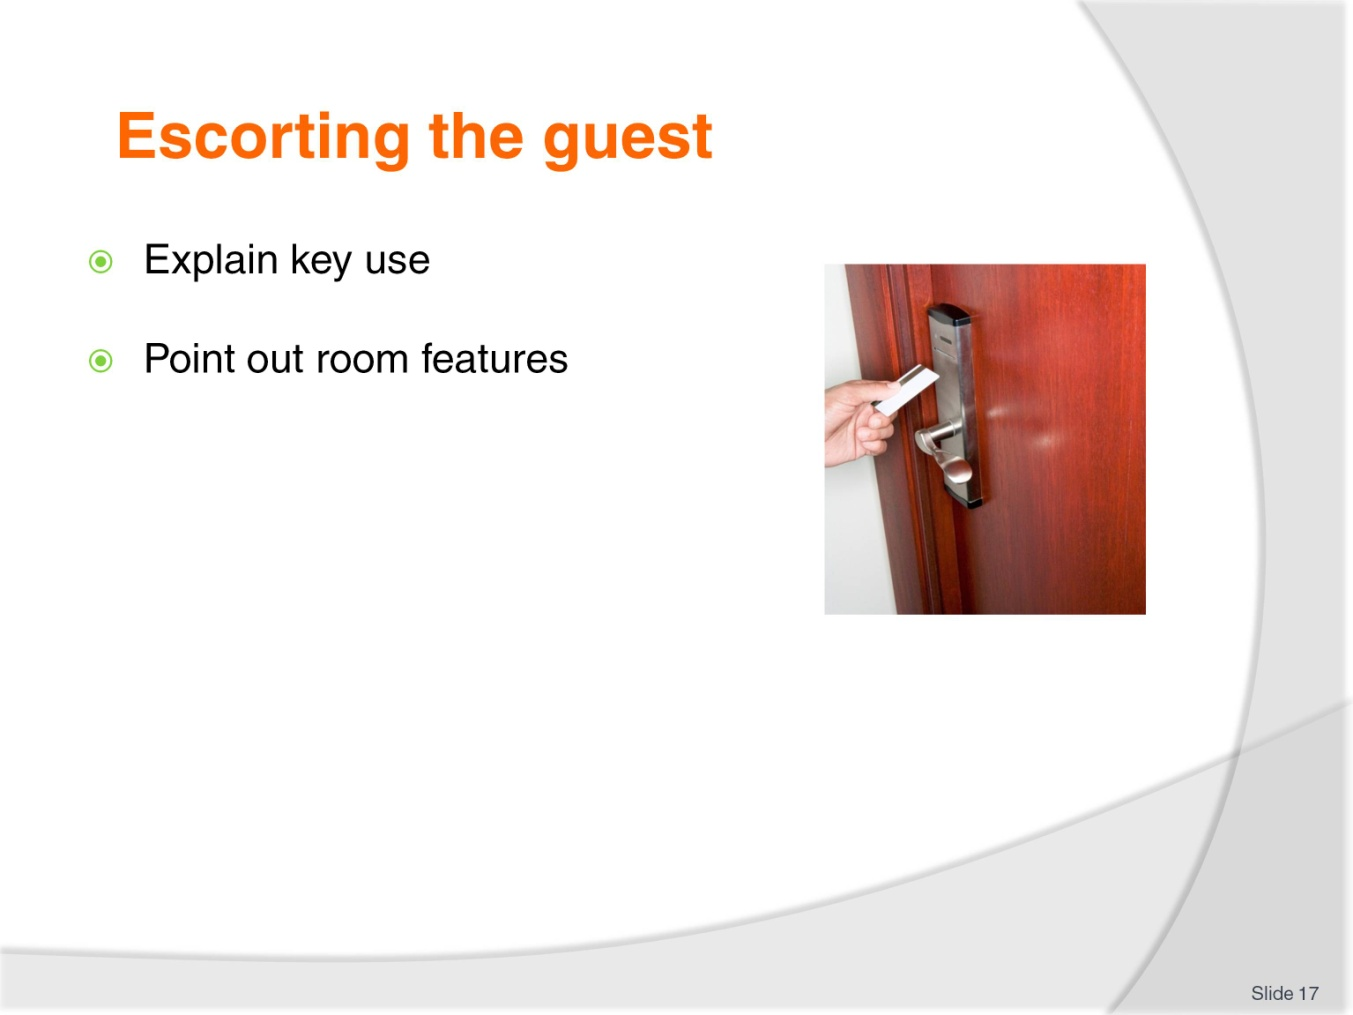 Escorting the guest
Explain key use
Point out room features
Slide 17